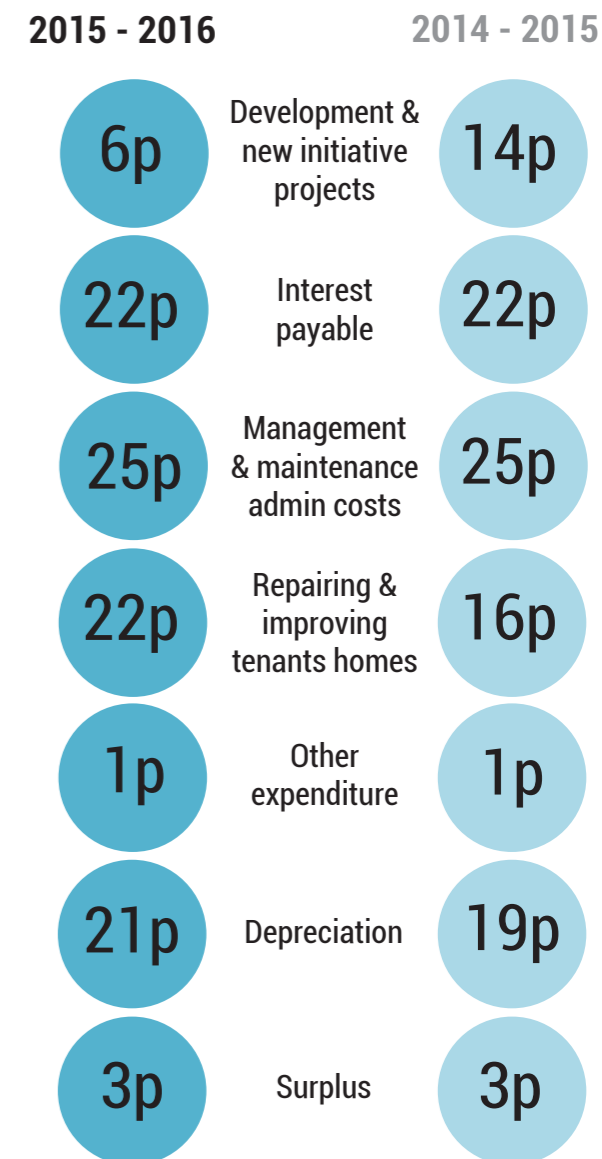 2015 - 2016 2014 - 2015
6p
Development &
new initiative
projects
14p
22p
Interest
payable
22p
25p
Management
& maintenance
admin costs
25p
22p
Repairing &
improving
tenants homes
16p
1p
Other
expenditure
1p
21p
Depreciation
19p
3p
Surplus
3p